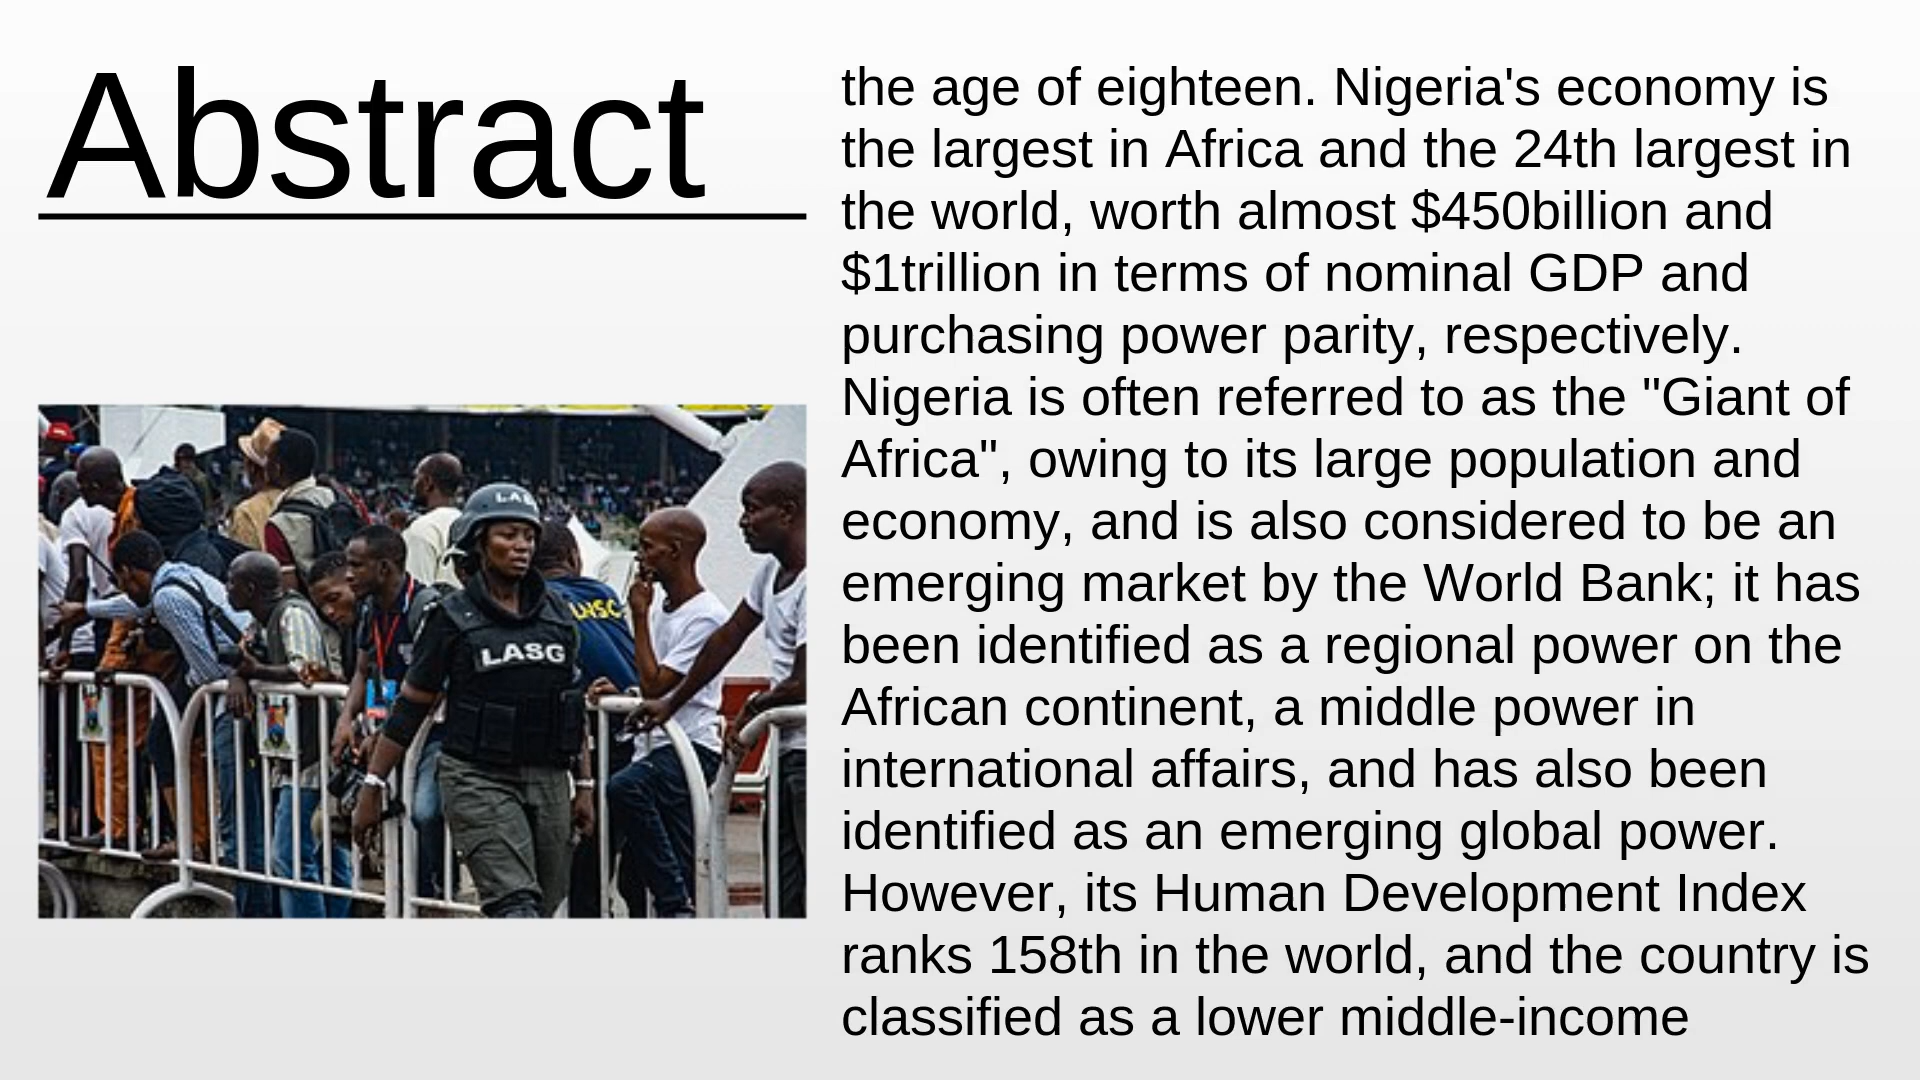 Abstract
the age of eighteen. Nigeria's economy is
the largest in Africa and the 24th largest in
the world, worth almost $450billion and
$1trillion in terms of nominal GDP and
purchasing power parity, respectively.
Nigeria is often referred to as the "Giant of
Africa", owing to its large population and
economy, and is also considered to be an
emerging market by the World Bank; it has
been identified as a regional power on the
African continent, a middle power in
international affairs, and has also been
identified as an emerging global power.
However, its Human Development Index
ranks 158th in the world, and the country is
classified as a lower middle-income
LASG